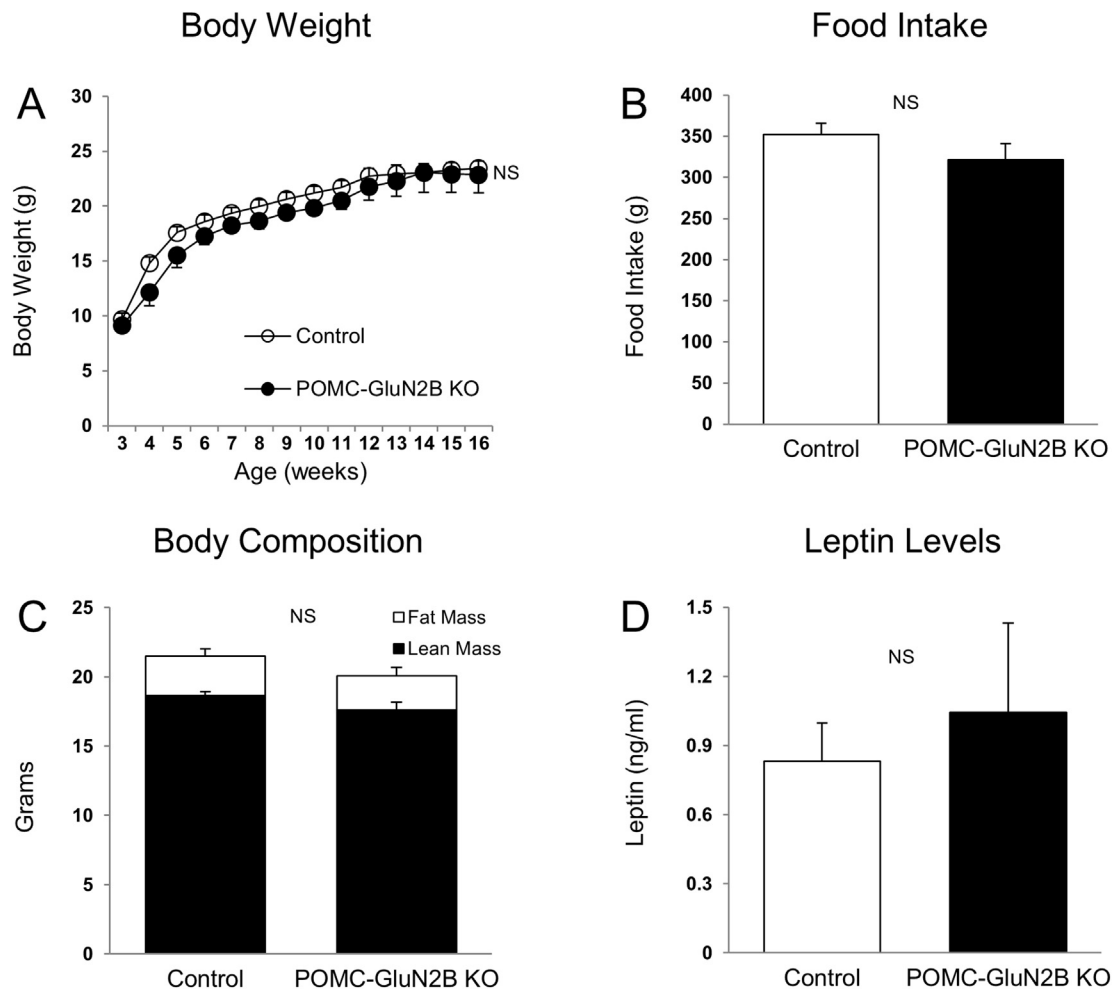 Body Weight
Food Intake
A
30
25
20
15
10
5
0
Body Weight (g)
NS
Control
POMC-GluN2B KO
3 4 5 6 7 8 9 10 11 12 13 14 15 16
Age (weeks)
B
NS
400
350
300
250
200
150
100
50
0
Food Intake (g)
Control
POMC-GluN2B KO
Body Composition
Leptin Levels
C
NS
Fat Mass
Lean Mass
25
20
15
10
5
0
Grams
Control
POMC-GluN2B KO
D
NS
1.5
1.2
0.9
0.6
0.3
0
Leptin (ng/ml)
Control
POMC-GluN2B KO